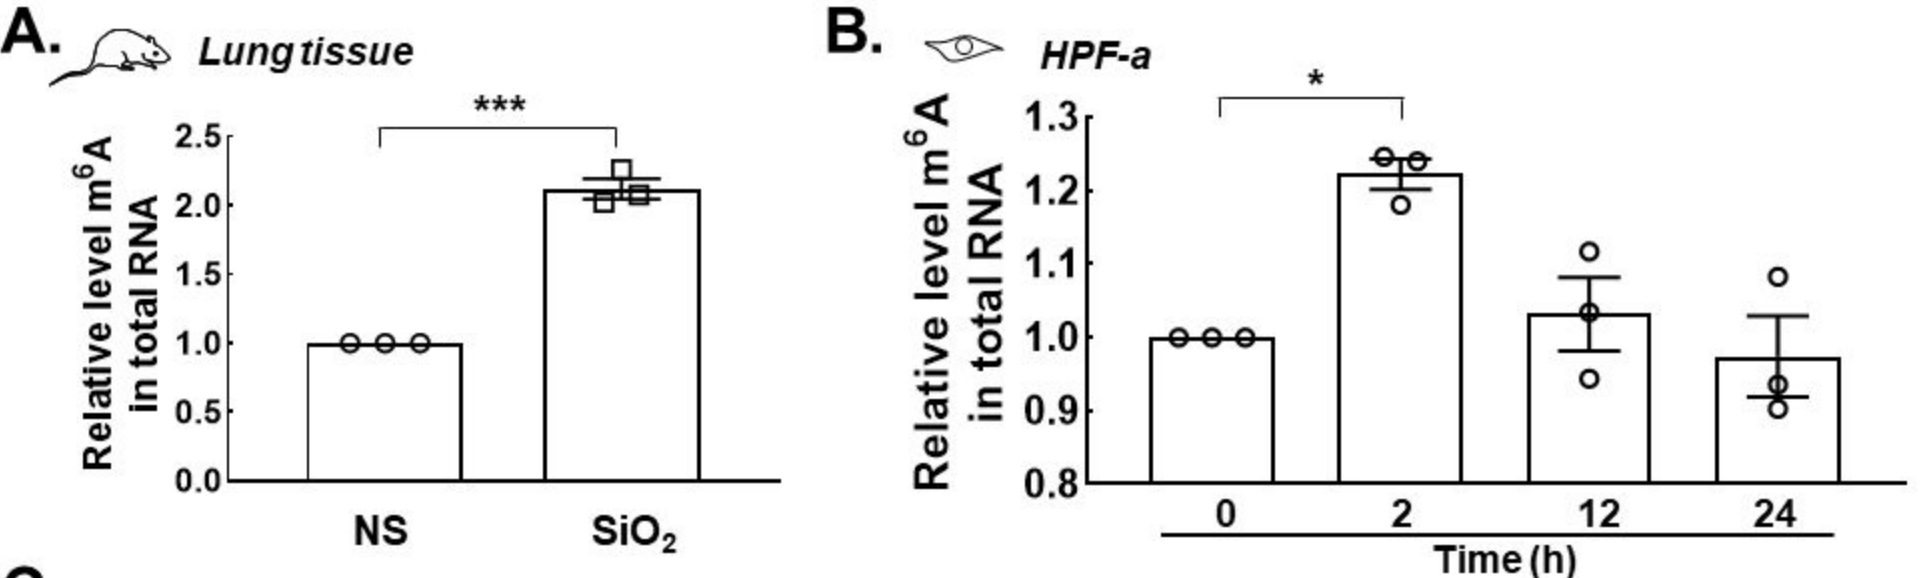 A.
Lung tissue
***
Relative level m⁶A
in total RNA
2.5
2.0
1.5
1.0
0.5
0.0
NS
SiO₂
B.
HPF-a
*
Relative level m⁶A
in total RNA
1.3
1.2
1.1
1.0
0.9
0.8
0
2
12
24
Time (h)